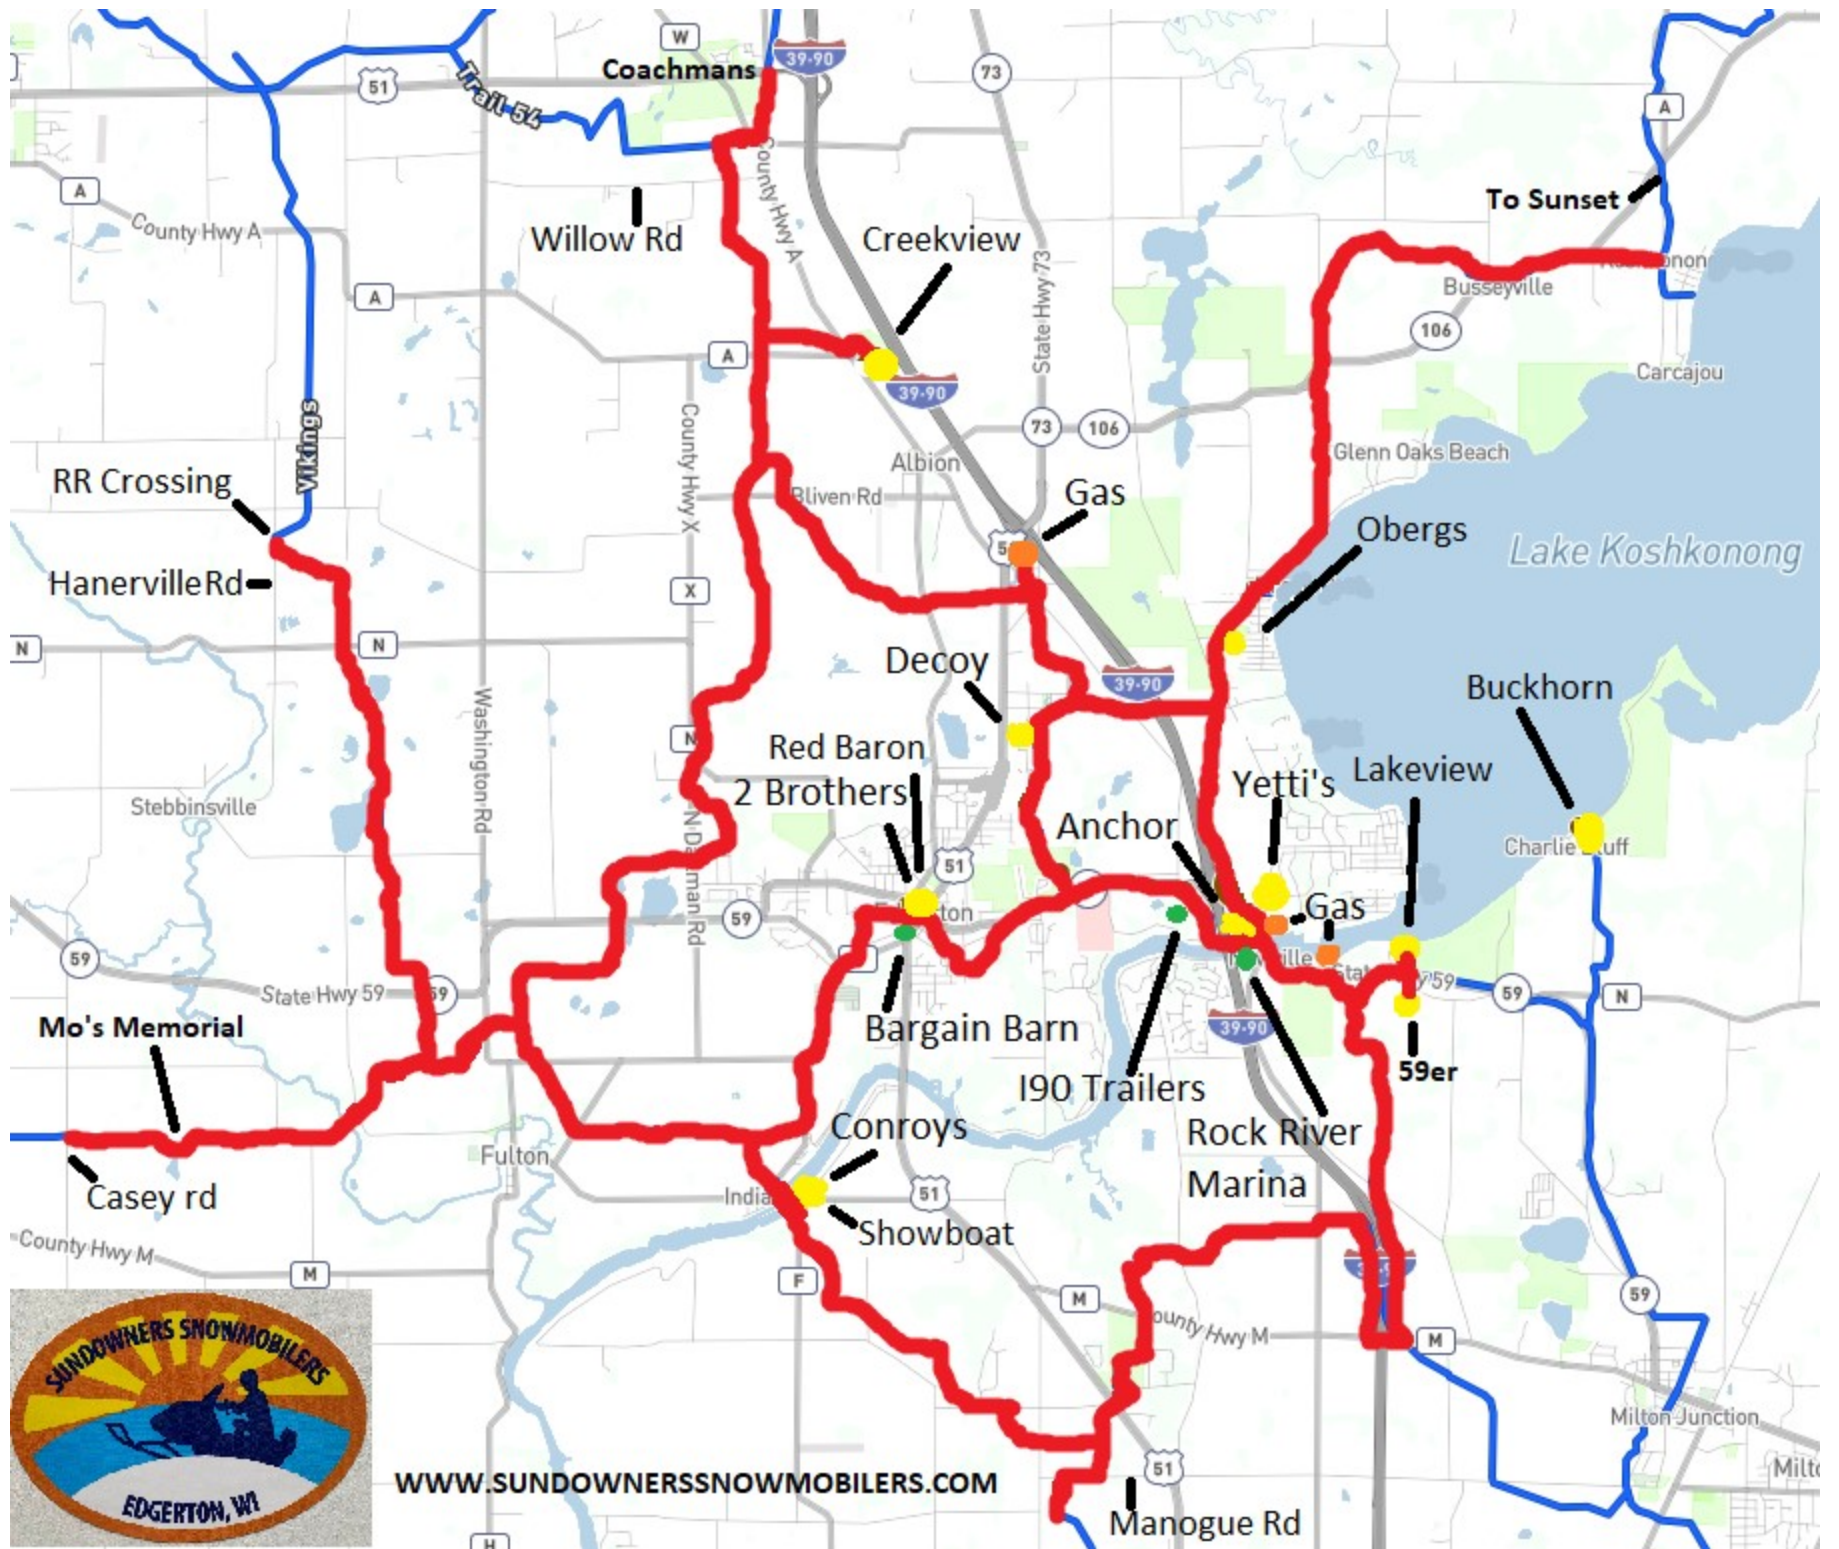 W
39-90
Coachmans
73
51
Trail 54
A
County Hwy A
To Sunset
A
County Hwy A
Willow Rd
Creekview
State Hwy 73
Busseyville
A
106
A
39-90
Carcajou
Vikings
County Hwy X
73
106
Glenn Oaks Beach
Albion
RR Crossing
Bliven Rd
Gas
Obergs
Lake Koshkonong
Hanerville Rd
X
N
N
Decoy
39-90
Buckhorn
Washington Rd
N
Red Baron
2 Brothers
Yetti's
Lakeview
Stebbinsville
Anchor
Charlie Bluff
51
59
Gas
59
State Hwy 59
59
59
N
Mo's Memorial
Bargain Barn
39-90
59er
I90 Trailers
Conroys
Rock River
Marina
Fulton
Casey rd
51
Showboat
County Hwy M
M
F
M
59
County Hwy M
M
SUNDOWNERS SNOWMOBILERS
EDGERTON, WI
Milton Junction
WWW.SUNDOWNERSSNOWMOBILERS.COM
51
Manogue Rd
H